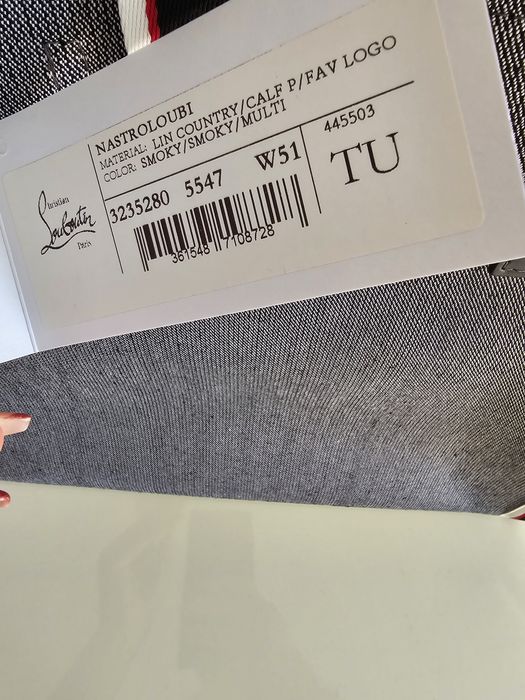 Christian
Louboutin
Paris
NASTROLOUBI
MATERIAL: LIN COUNTRY/CALF P/FAV LOGO
COLOR: SMOKY/SMOKY/MULTI
3235280 5547 W51
361548 7108728
445503
TU